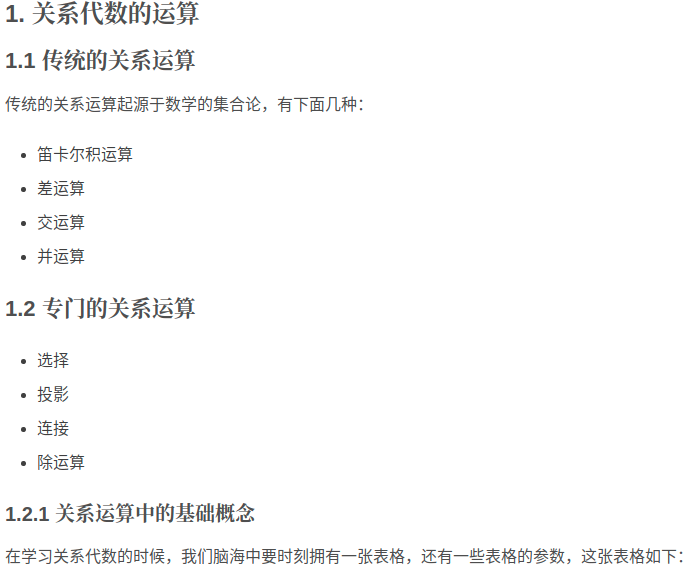 1. 关系代数的运算
1.1 传统的关系运算
传统的关系运算起源于数学的集合论，有下面几种：
• 笛卡尔积运算
• 差运算
• 交运算
• 并运算
1.2 专门的关系运算
• 选择
• 投影
• 连接
• 除运算
1.2.1 关系运算中的基础概念
在学习关系代数的时候，我们脑海中要时刻拥有一张表格，还有一些表格的参数，这张表格如下：